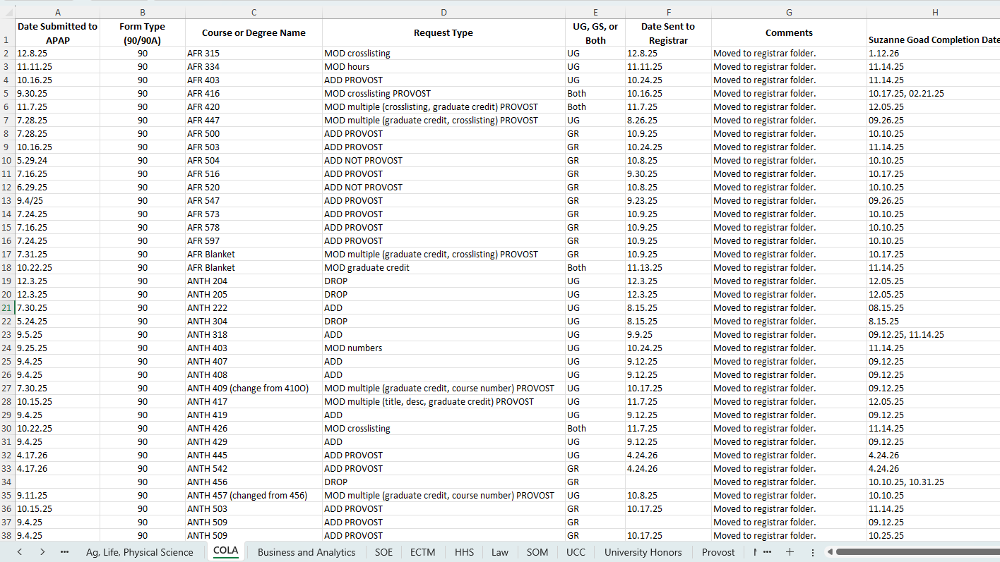 A B C D E F G H
1 Date Submitted to APAP Form Type (90/90A) Course or Degree Name Request Type UG, GS, or Both Date Sent to Registrar Comments Suzanne Goad Completion Date
2 12.8.25 90 AFR 315 MOD crosslisting UG 12.8.25 Moved to registrar folder. 1.12.26
3 11.11.25 90 AFR 334 MOD hours UG 11.11.25 Moved to registrar folder. 11.14.25
4 10.16.25 90 AFR 403 ADD PROVOST UG 10.24.25 Moved to registrar folder. 11.14.25
5 9.30.25 90 AFR 416 MOD crosslisting PROVOST Both 10.16.25 Moved to registrar folder. 10.17.25, 02.21.25
6 11.7.25 90 AFR 420 MOD multiple (crosslisting, graduate credit) PROVOST Both 11.7.25 Moved to registrar folder. 12.05.25
7 7.28.25 90 AFR 447 MOD multiple (graduate credit, crosslisting) PROVOST UG 8.26.25 Moved to registrar folder. 09.26.25
8 7.28.25 90 AFR 500 ADD PROVOST GR 10.9.25 Moved to registrar folder. 10.10.25
9 10.16.25 90 AFR 503 ADD PROVOST GR 10.24.25 Moved to registrar folder. 11.14.25
10 5.29.24 90 AFR 504 ADD NOT PROVOST GR 10.8.25 Moved to registrar folder. 10.10.25
11 7.16.25 90 AFR 516 ADD PROVOST GR 9.30.25 Moved to registrar folder. 10.17.25
12 6.29.25 90 AFR 520 ADD NOT PROVOST GR 10.8.25 Moved to registrar folder. 10.10.25
13 9.4/25 90 AFR 547 ADD PROVOST GR 9.23.25 Moved to registrar folder. 09.26.25
14 7.24.25 90 AFR 573 ADD PROVOST GR 10.9.25 Moved to registrar folder. 10.10.25
15 7.16.25 90 AFR 578 ADD PROVOST GR 10.9.25 Moved to registrar folder. 10.10.25
16 7.24.25 90 AFR 597 ADD PROVOST GR 10.9.25 Moved to registrar folder. 10.10.25
17 7.31.25 90 AFR Blanket MOD multiple (graduate credit, crosslisting) PROVOST GR 10.9.25 Moved to registrar folder. 10.17.25
18 10.22.25 90 AFR Blanket MOD graduate credit Both 11.13.25 Moved to registrar folder. 11.14.25
19 12.3.25 90 ANTH 204 DROP UG 12.3.25 Moved to registrar folder. 12.05.25
20 12.3.25 90 ANTH 205 DROP UG 12.3.25 Moved to registrar folder. 12.05.25
21 7.30.25 90 ANTH 222 ADD UG 8.15.25 Moved to registrar folder. 08.15.25
22 5.24.25 90 ANTH 304 DROP UG 8.15.25 Moved to registrar folder. 8.15.25
23 9.5.25 90 ANTH 318 ADD UG 9.9.25 Moved to registrar folder. 09.12.25, 11.14.25
24 9.25.25 90 ANTH 403 MOD numbers UG 10.24.25 Moved to registrar folder. 11.14.25
25 9.4.25 90 ANTH 407 ADD UG 9.12.25 Moved to registrar folder. 09.12.25
26 9.4.25 90 ANTH 408 ADD UG 9.12.25 Moved to registrar folder. 09.12.25
27 7.30.25 90 ANTH 409 (change from 410O) MOD multiple (graduate credit, course number) PROVOST UG 10.17.25 Moved to registrar folder. 09.12.25
28 10.15.25 90 ANTH 417 MOD multiple (title, desc, graduate credit) PROVOST UG 11.7.25 Moved to registrar folder. 12.05.25
29 9.4.25 90 ANTH 419 ADD UG 9.12.25 Moved to registrar folder. 09.12.25
30 10.22.25 90 ANTH 426 MOD crosslisting Both 11.7.25 Moved to registrar folder. 11.14.25
31 9.4.25 90 ANTH 429 ADD UG 9.12.25 Moved to registrar folder. 09.12.25
32 4.17.26 90 ANTH 445 ADD PROVOST UG 4.24.26 Moved to registrar folder. 4.24.26
33 4.17.26 90 ANTH 542 ADD PROVOST GR 4.24.26 Moved to registrar folder. 4.24.26
34 90 ANTH 456 DROP GR Moved to registrar folder. 10.10.25, 10.31.25
35 9.11.25 90 ANTH 457 (changed from 456) MOD multiple (graduate credit, course number) PROVOST UG 10.8.25 Moved to registrar folder. 10.10.25
36 10.15.25 90 ANTH 503 ADD PROVOST GR 10.17.25 Moved to registrar folder. 11.14.25
37 9.4.25 90 ANTH 509 ADD PROVOST GR Moved to registrar folder. 09.12.25
38 9.4.25 90 ANTH 509 ADD PROVOST GR 10.17.25 Moved to registrar folder. 10.25.25
Ag, Life, Physical Science COLA Business and Analytics SOE ECTM HHS Law SOM UCC University Honors Provost